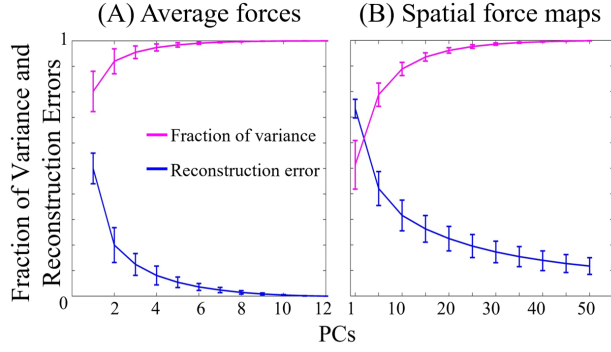 (A) Average forces
(B) Spatial force maps
Fraction of Variance and
Reconstruction Errors
1
0
Fraction of variance
Reconstruction error
2 4 6 8 10 12
1 10 20 30 40 50
PCs